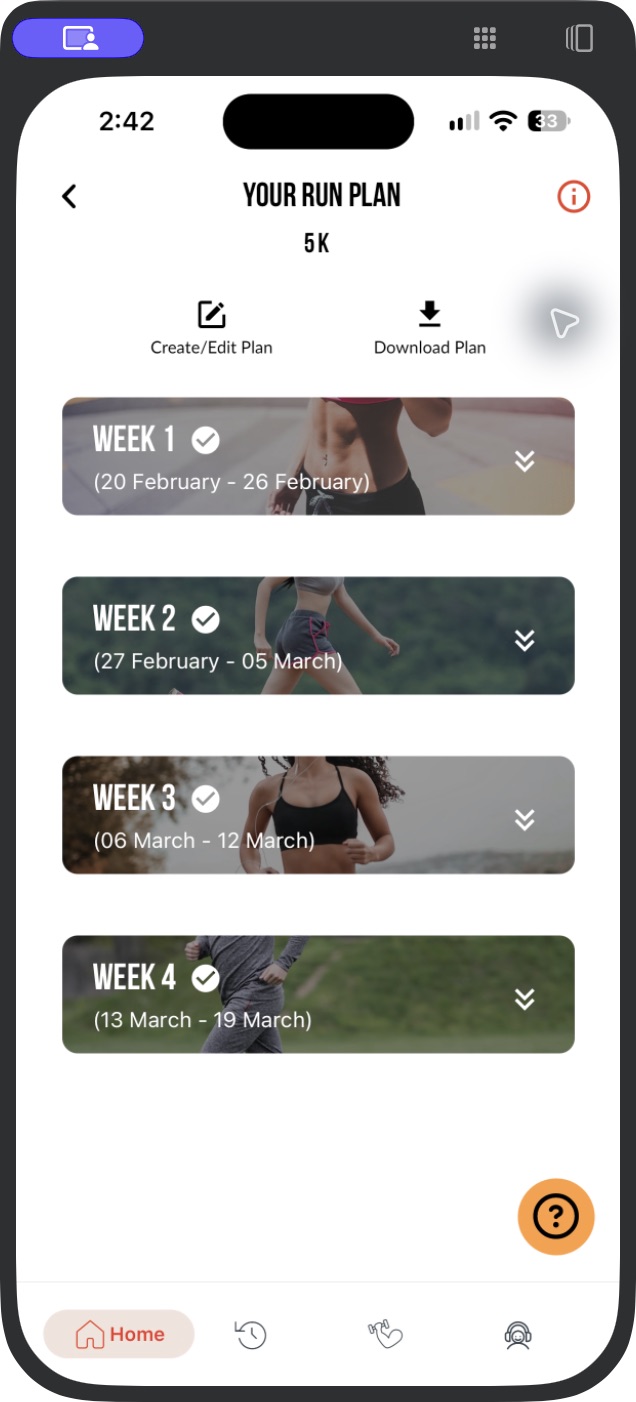 2:42
33
YOUR RUN PLAN
5K
Create/Edit Plan
Download Plan
WEEK 1
(20 February - 26 February)
WEEK 2
(27 February - 05 March)
WEEK 3
(06 March - 12 March)
WEEK 4
(13 March - 19 March)
?
Home